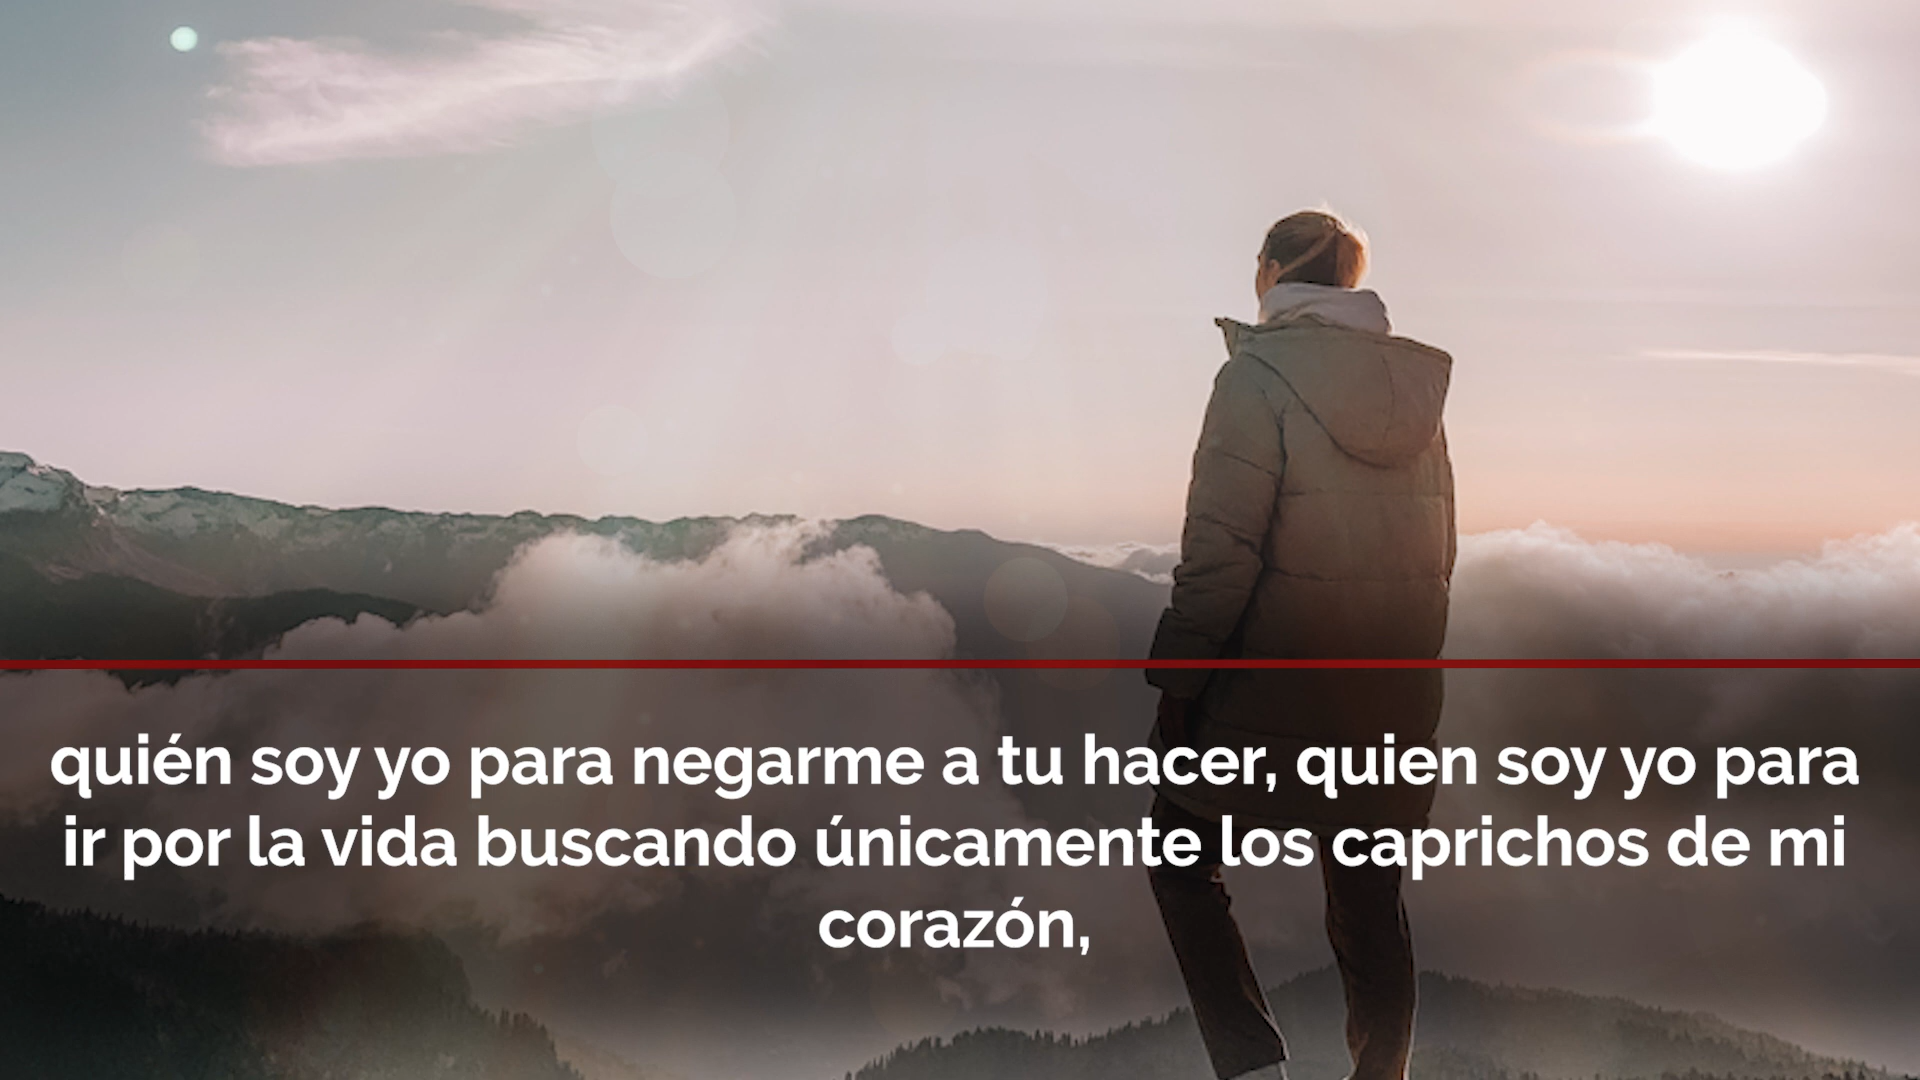 quién soy yo para negarme a tu hacer, quien soy yo para
ir por la vida buscando únicamente los caprichos de mi
corazón,